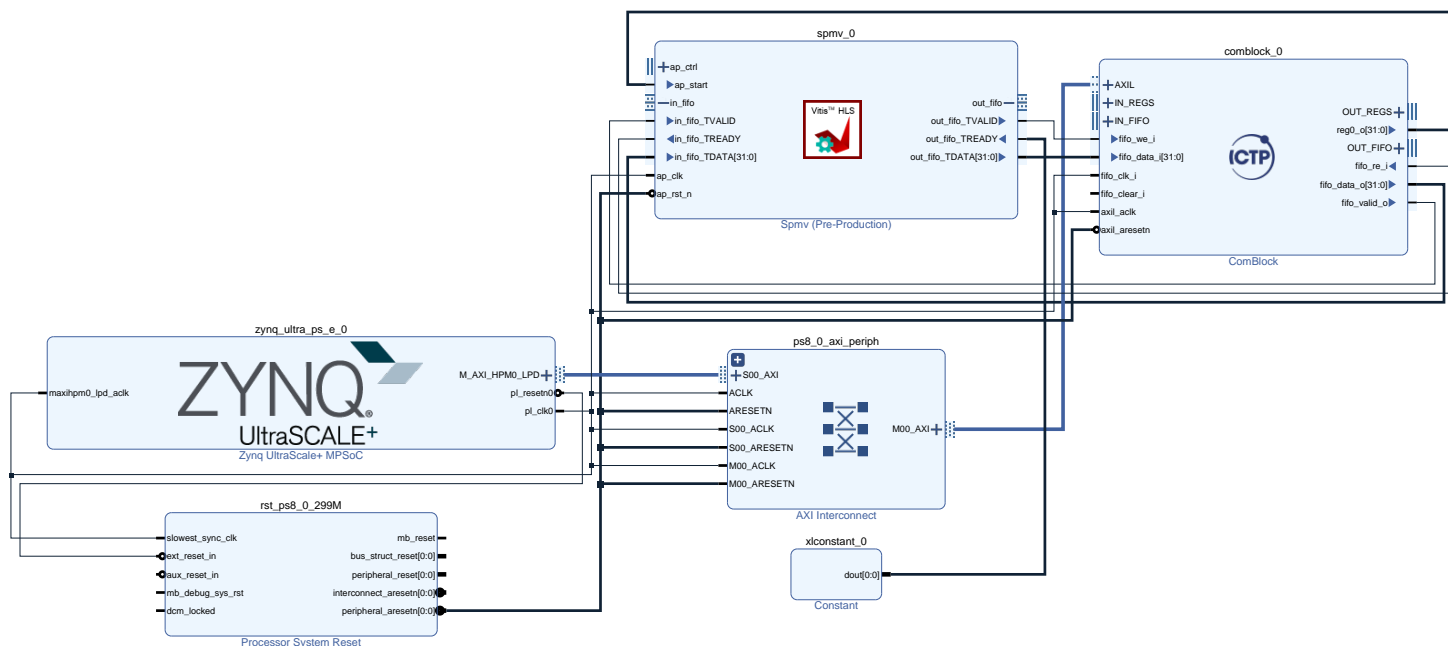 spmv_0
ap_ctrl
ap_start
in_fifo
in_fifo_TVALID
in_fifo_TREADY
in_fifo_TDATA[31:0]
ap_clk
ap_rst_n
Vitis™ HLS
out_fifo
out_fifo_TVALID
out_fifo_TREADY
out_fifo_TDATA[31:0]
Spmv (Pre-Production)
comblock_0
AXIL
IN_REGS
IN_FIFO
fifo_we_i
fifo_data_i[31:0]
fifo_clk_i
fifo_clear_i
axil_aclk
axil_aresetn
ICTP
OUT_REGS
reg0_o[31:0]
OUT_FIFO
fifo_re_i
fifo_data_o[31:0]
fifo_valid_o
ComBlock
zynq_ultra_ps_e_0
maxihpm0_lpd_aclk
ZYNQ®
UltraSCALE+
M_AXI_HPM0_LPD
pl_resetn0
pl_clk0
Zynq UltraScale+ MPSoC
ps8_0_axi_periph
S00_AXI
ACLK
ARESETN
S00_ACLK
S00_ARESETN
M00_ACLK
M00_ARESETN
M00_AXI
AXI Interconnect
rst_ps8_0_299M
slowest_sync_clk
ext_reset_in
aux_reset_in
mb_debug_sys_rst
dcm_locked
mb_reset
bus_struct_reset[0:0]
peripheral_reset[0:0]
interconnect_aresetn[0:0]
peripheral_aresetn[0:0]
Processor System Reset
xlconstant_0
dout[0:0]
Constant